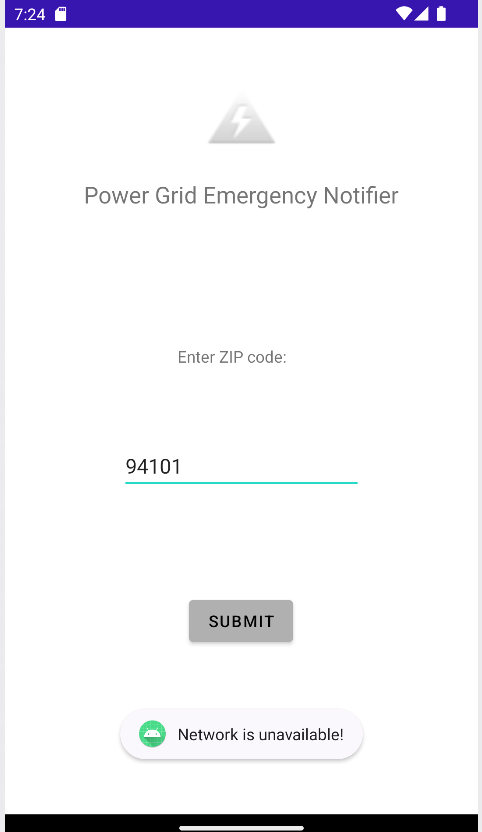 7:24
Power Grid Emergency Notifier
Enter ZIP code:
94101
SUBMIT
Network is unavailable!